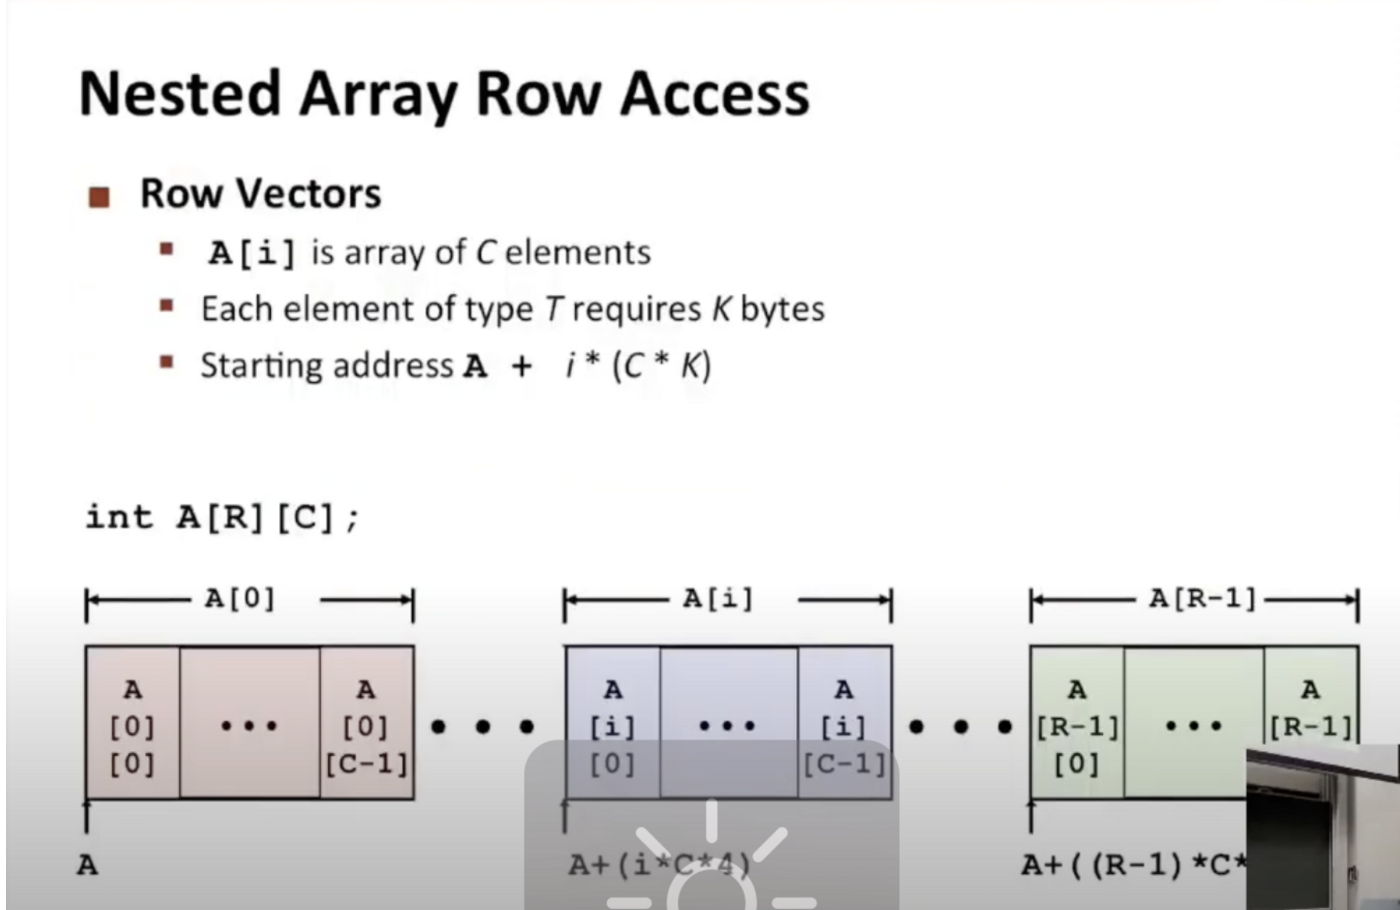 Nested Array Row Access
Row Vectors
A[i] is array of C elements
Each element of type T requires K bytes
Starting address A + i * (C * K)
int A[R][C];
A[0] A[i] A[R-1]
A A A A A A
[0] • • • [0] • • • [i] • • • [i] • • • [R-1] • • • [R-1]
[0] [C-1] [0] [C-1] [0]
A A+(i*C*4) A+((R-1)*C*